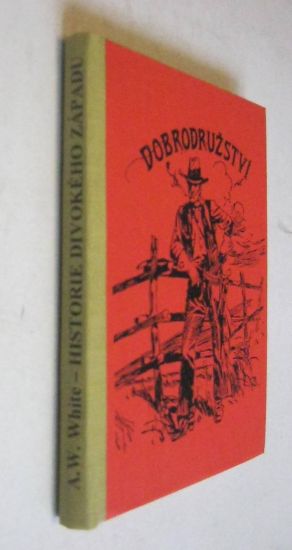 A. W. White – HISTORIE DIVOKÉHO ZÁPADU
DOBRODRUŽSTVÍ